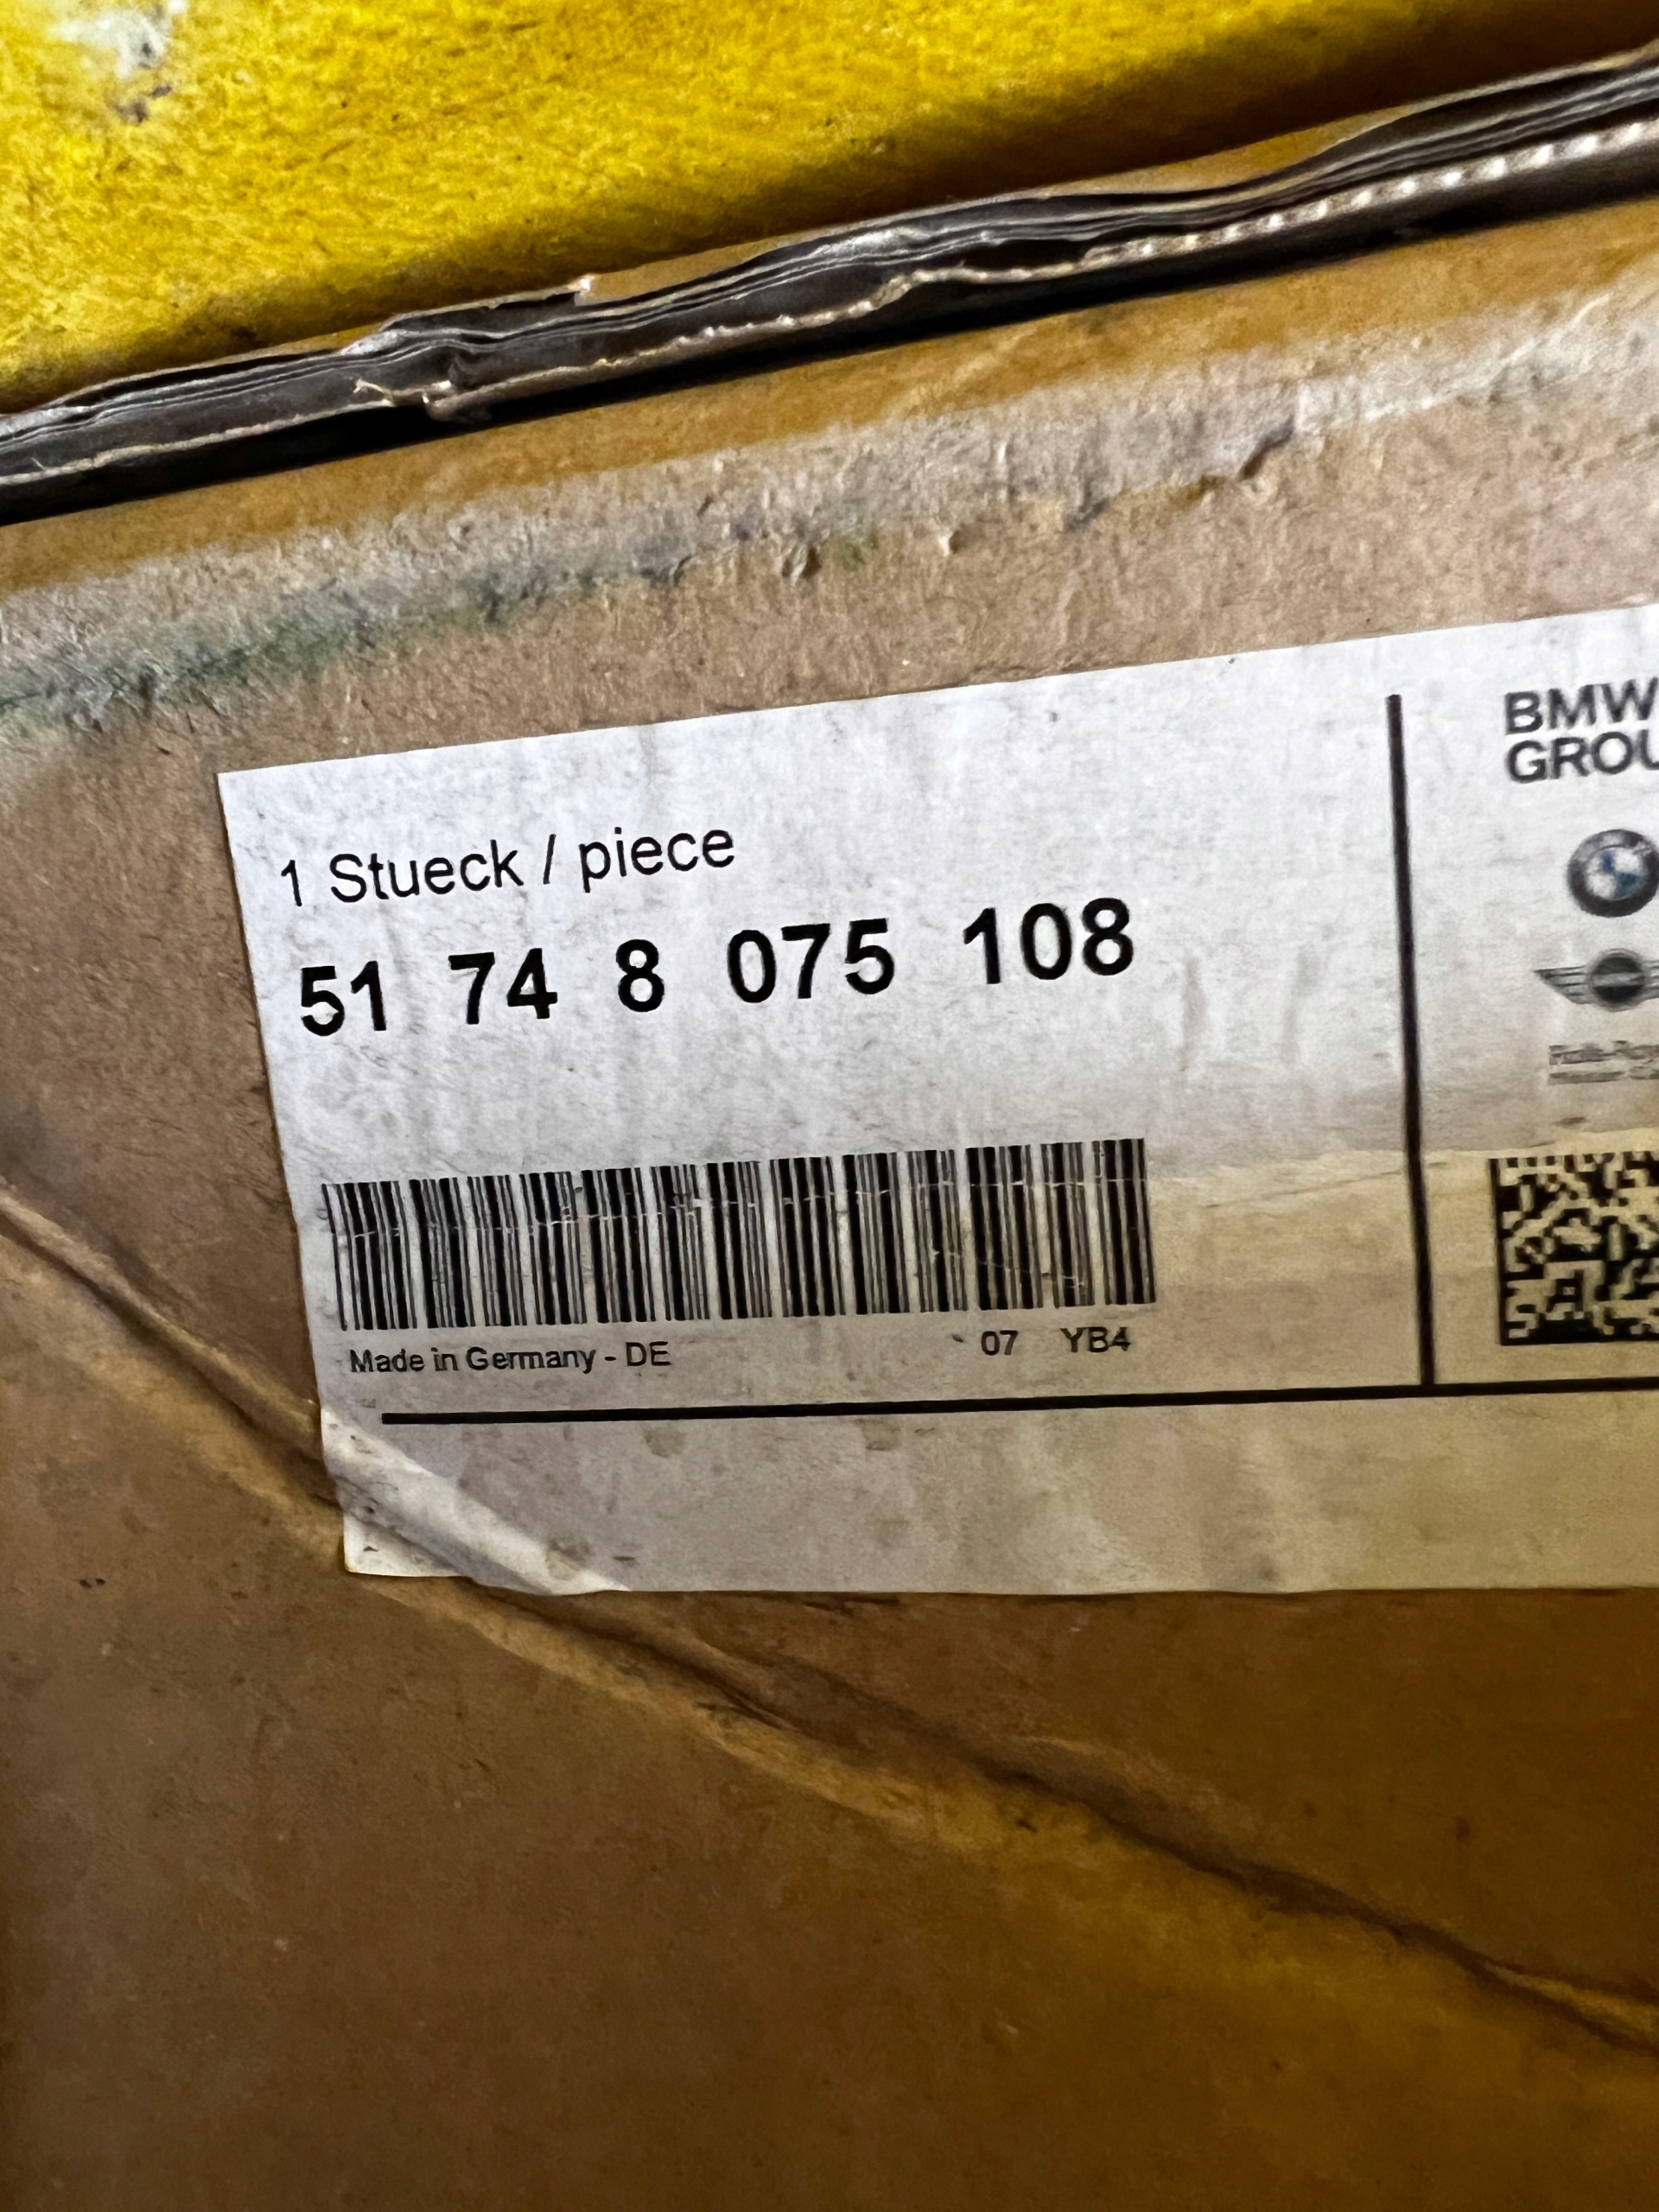 1 Stueck / piece
51 74 8 075 108
Made in Germany - DE
07 YB4
BMW
GROU